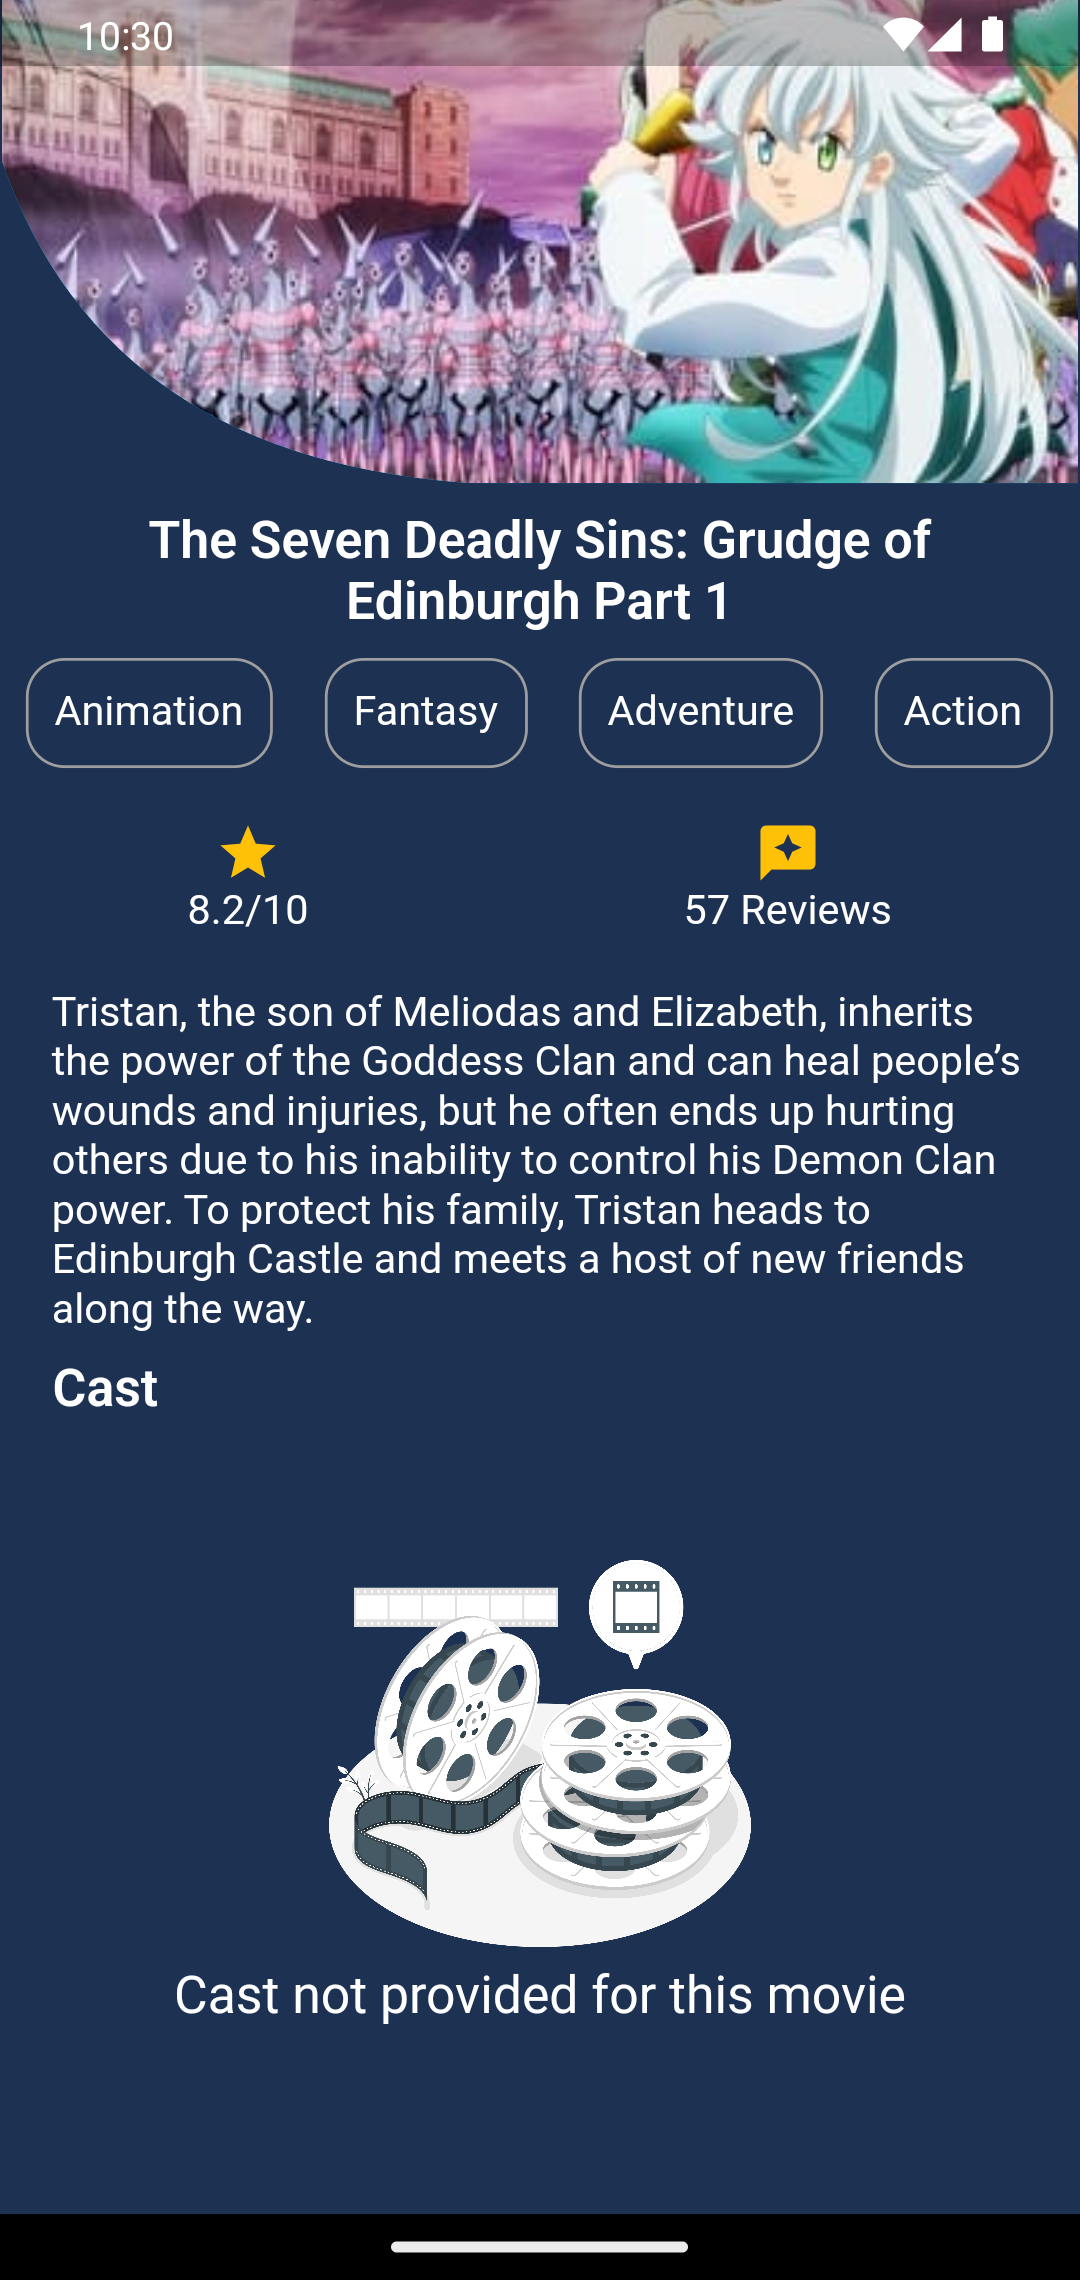 10:30
The Seven Deadly Sins: Grudge of
Edinburgh Part 1
Animation
Fantasy
Adventure
Action
8.2/10
57 Reviews
Tristan, the son of Meliodas and Elizabeth, inherits
the power of the Goddess Clan and can heal people’s
wounds and injuries, but he often ends up hurting
others due to his inability to control his Demon Clan
power. To protect his family, Tristan heads to
Edinburgh Castle and meets a host of new friends
along the way.
Cast
Cast not provided for this movie